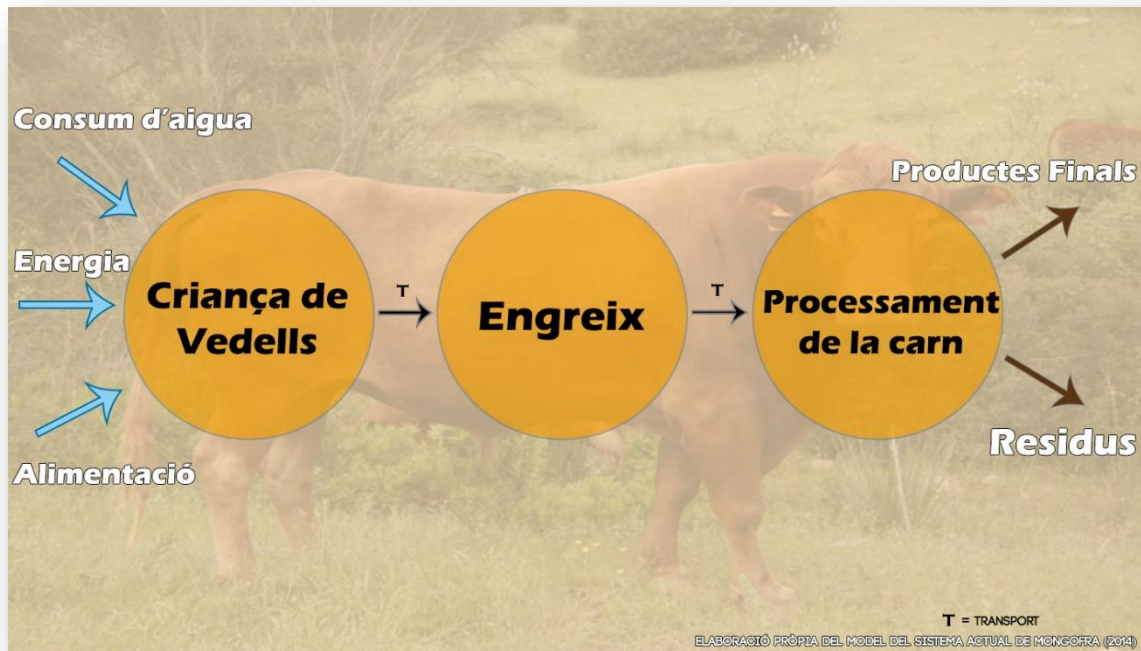 Consum d'aigua
Energia
Alimentació
Criança de
Vedells
T
Engreix
T
Processament
de la carn
Productes Finals
Residus
T = TRANSPORT
ELABORACIÓ PRÒPIA DEL MODEL DEL SISTEMA ACTUAL DE MONGOFRA (2014)